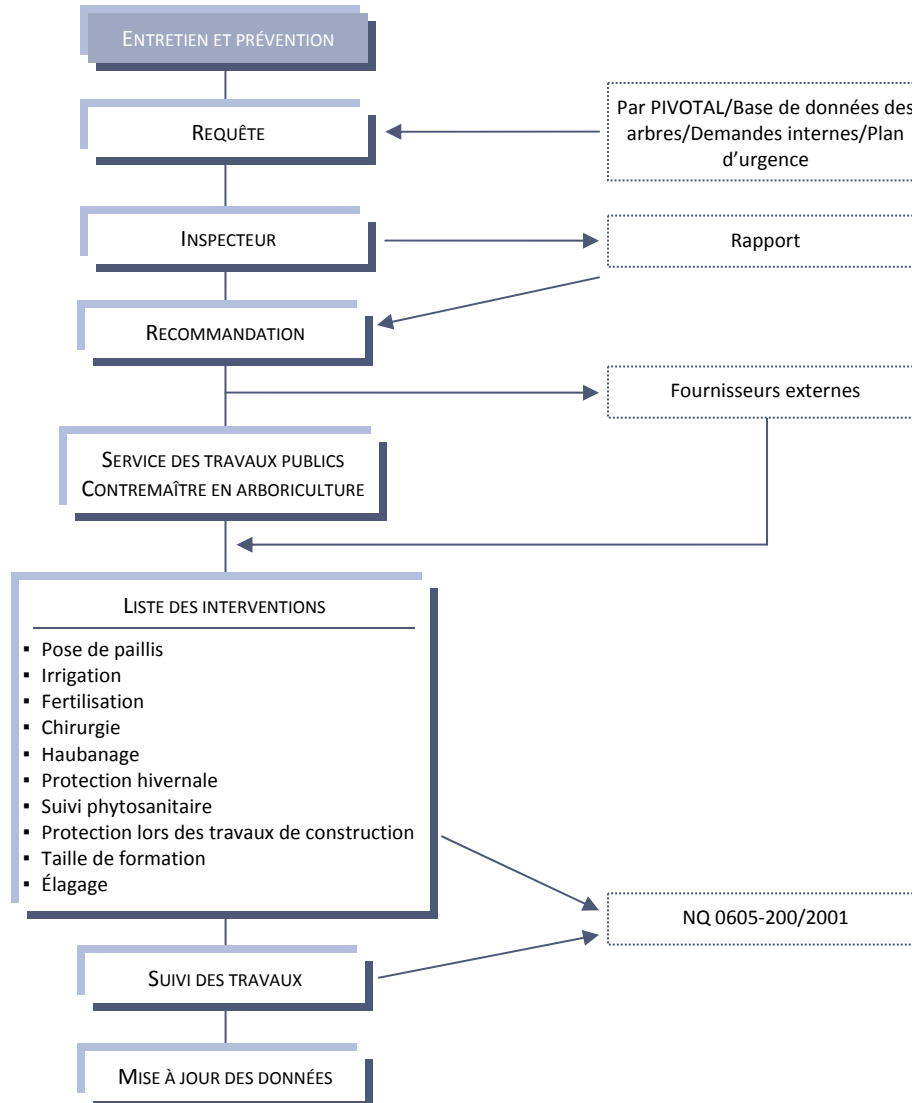 ENTRETIEN ET PRÉVENTION
REQUÊTE
Par PIVOTAL/Base de données des
arbres/Demandes internes/Plan
d'urgence
INSPECTEUR
Rapport
RECOMMANDATION
Fournisseurs externes
SERVICE DES TRAVAUX PUBLICS
CONTREMAÎTRE EN ARBORICULTURE
LISTE DES INTERVENTIONS
▪ Pose de paillis
▪ Irrigation
▪ Fertilisation
▪ Chirurgie
▪ Haubanage
▪ Protection hivernale
▪ Suivi phytosanitaire
▪ Protection lors des travaux de construction
▪ Taille de formation
▪ Élagage
NQ 0605-200/2001
SUIVI DES TRAVAUX
MISE À JOUR DES DONNÉES